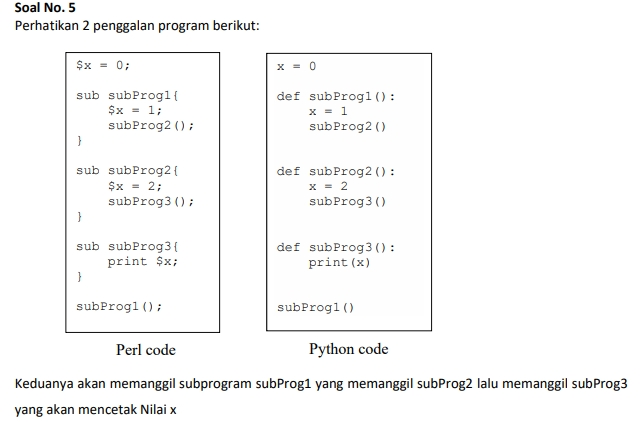 Soal No. 5
Perhatikan 2 penggalan program berikut:
$x = 0;
sub subProg1{
$x = 1;
subProg2();
}
sub subProg2{
$x = 2;
subProg3();
}
sub subProg3{
print $x;
}
subProg1();
Perl code
x = 0
def subProg1():
x = 1
subProg2()
def subProg2():
x = 2
subProg3()
def subProg3():
print(x)
subProg1()
Python code
Keduanya akan memanggil subprogram subProg1 yang memanggil subProg2 lalu memanggil subProg3
yang akan mencetak Nilai x